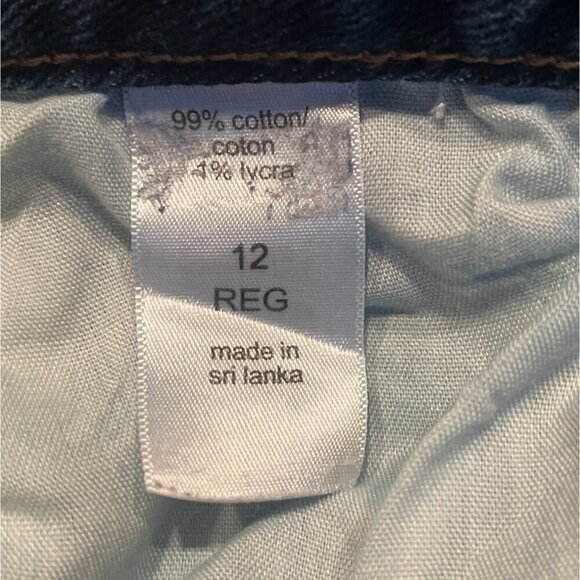 99% cotton/
coton
1% lycra
12
REG
made in
sri lanka